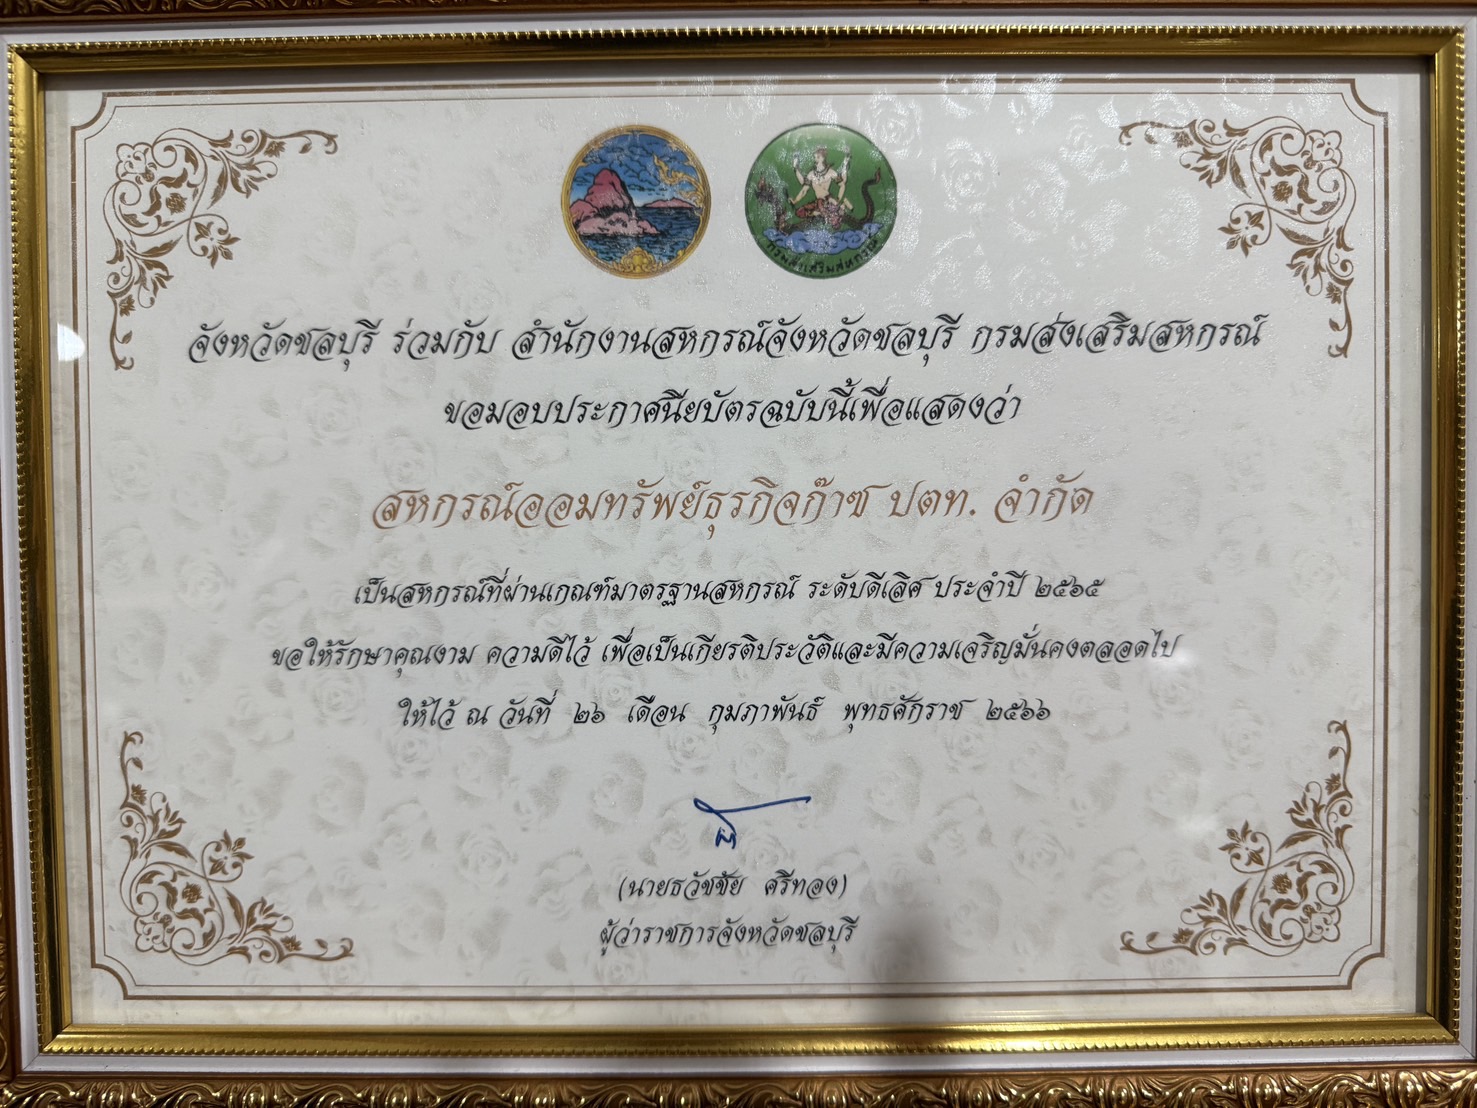 กรมส่งเสริมสหกรณ์
จังหวัดชลบุรี ร่วมกับ สำนักงานสหกรณ์จังหวัดชลบุรี กรมส่งเสริมสหกรณ์
ขอมอบประกาศนียบัตรฉบับนี้เพื่อแสดงว่า
สหกรณ์ออมทรัพย์ธุรกิจก๊าซ ปตท. จำกัด
เป็นสหกรณ์ที่ผ่านเกณฑ์มาตรฐานสหกรณ์ ระดับดีเลิศ ประจำปี ๒๕๖๕
ขอให้รักษาคุณงาม ความดีไว้ เพื่อเป็นเกียรติประวัติและมีความเจริญมั่นคงตลอดไป
ให้ไว้ ณ วันที่ ๒๖ เดือน กุมภาพันธ์ พุทธศักราช ๒๕๖๖
(นายธวัชชัย ศรีทอง)
ผู้ว่าราชการจังหวัดชลบุรี